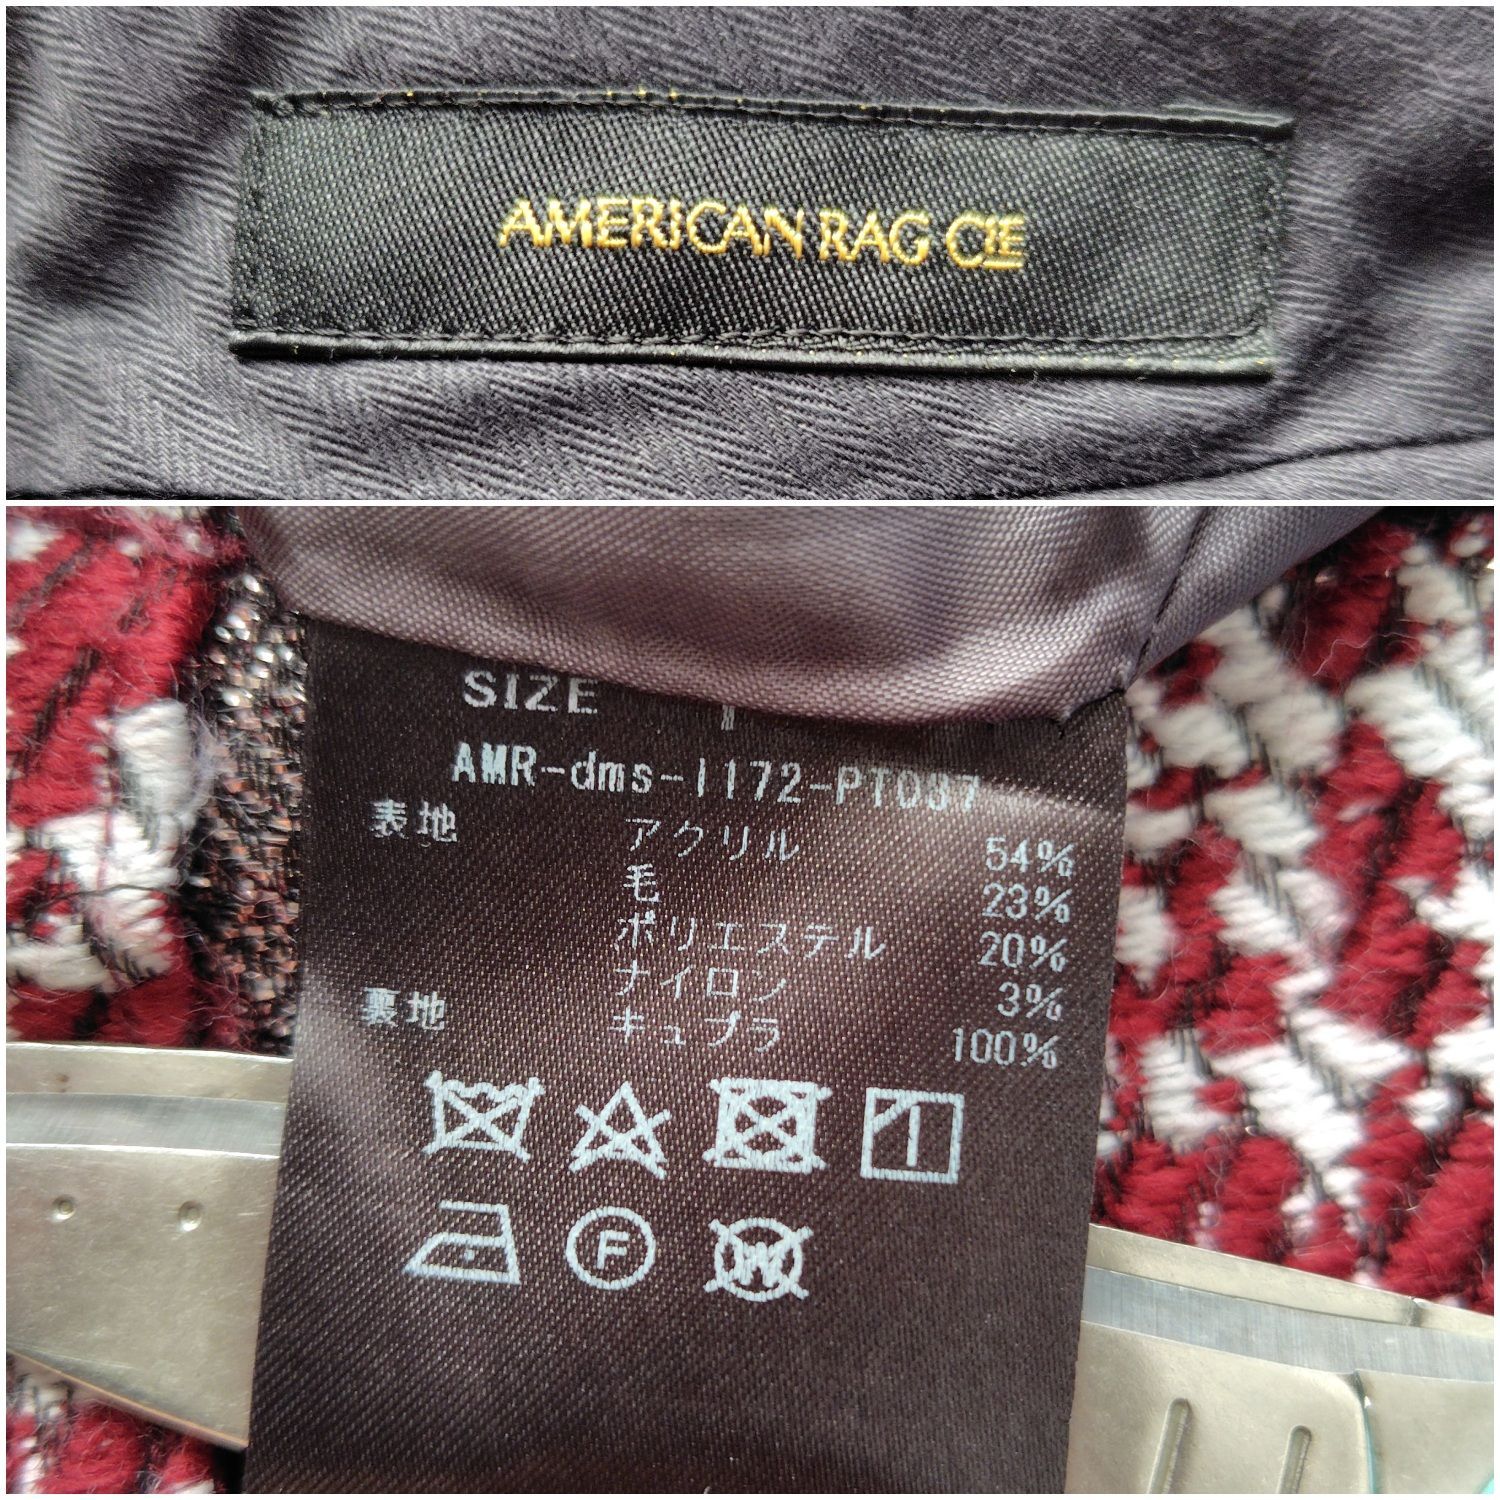 AMERICAN RAG CIE
SIZE
AMR-dms-1172-PT037
表地 アクリル 54%
毛 23%
ポリエステル 20%
ナイロン 3%
裏地 キュプラ 100%
1
F
W